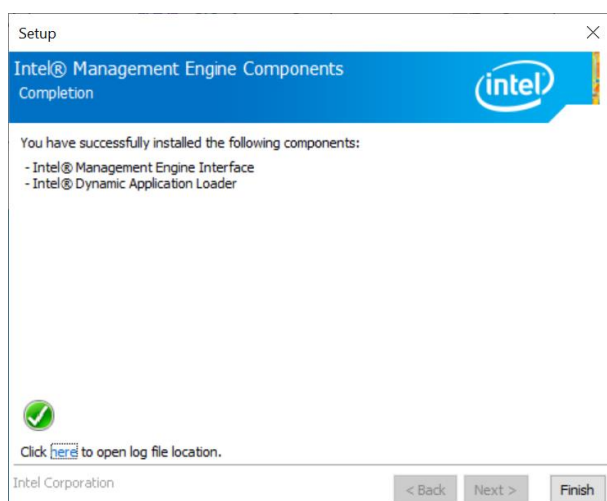 Setup
Intel® Management Engine Components
Completion
intel
You have successfully installed the following components:
- Intel® Management Engine Interface
- Intel® Dynamic Application Loader
Click here to open log file location.
Intel Corporation
< Back Next > Finish